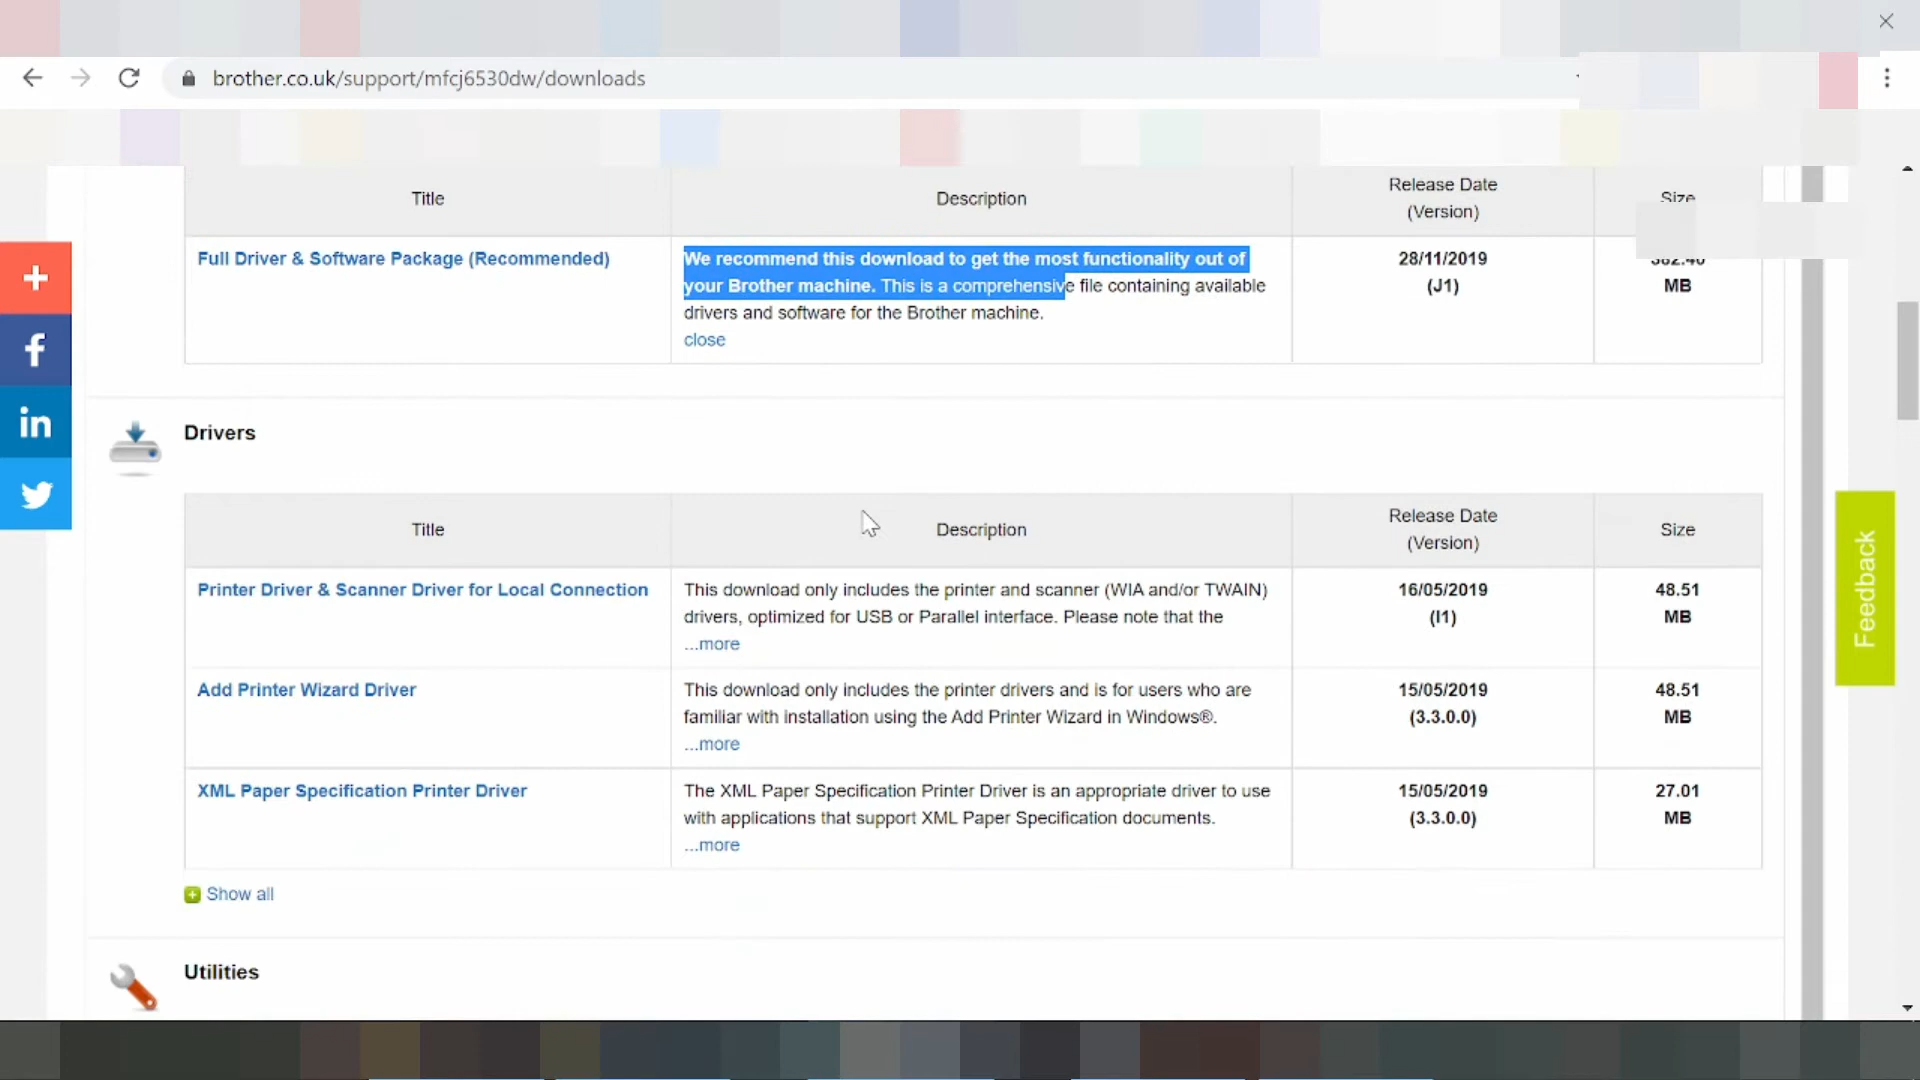 brother.co.uk/support/mfcj6530dw/downloads
Title
Description
Release Date
(Version)
Size
Full Driver & Software Package (Recommended)
We recommend this download to get the most functionality out of
your Brother machine. This is a comprehensive file containing available
drivers and software for the Brother machine.
close
28/11/2019
(J1)
MB
Drivers
Title
Description
Release Date
(Version)
Size
Printer Driver & Scanner Driver for Local Connection
This download only includes the printer and scanner (WIA and/or TWAIN)
drivers, optimized for USB or Parallel interface. Please note that the
...more
16/05/2019
(I1)
48.51
MB
Add Printer Wizard Driver
This download only includes the printer drivers and is for users who are
familiar with installation using the Add Printer Wizard in Windows®.
...more
15/05/2019
(3.3.0.0)
48.51
MB
XML Paper Specification Printer Driver
The XML Paper Specification Printer Driver is an appropriate driver to use
with applications that support XML Paper Specification documents.
...more
15/05/2019
(3.3.0.0)
27.01
MB
Show all
Utilities
Feedback